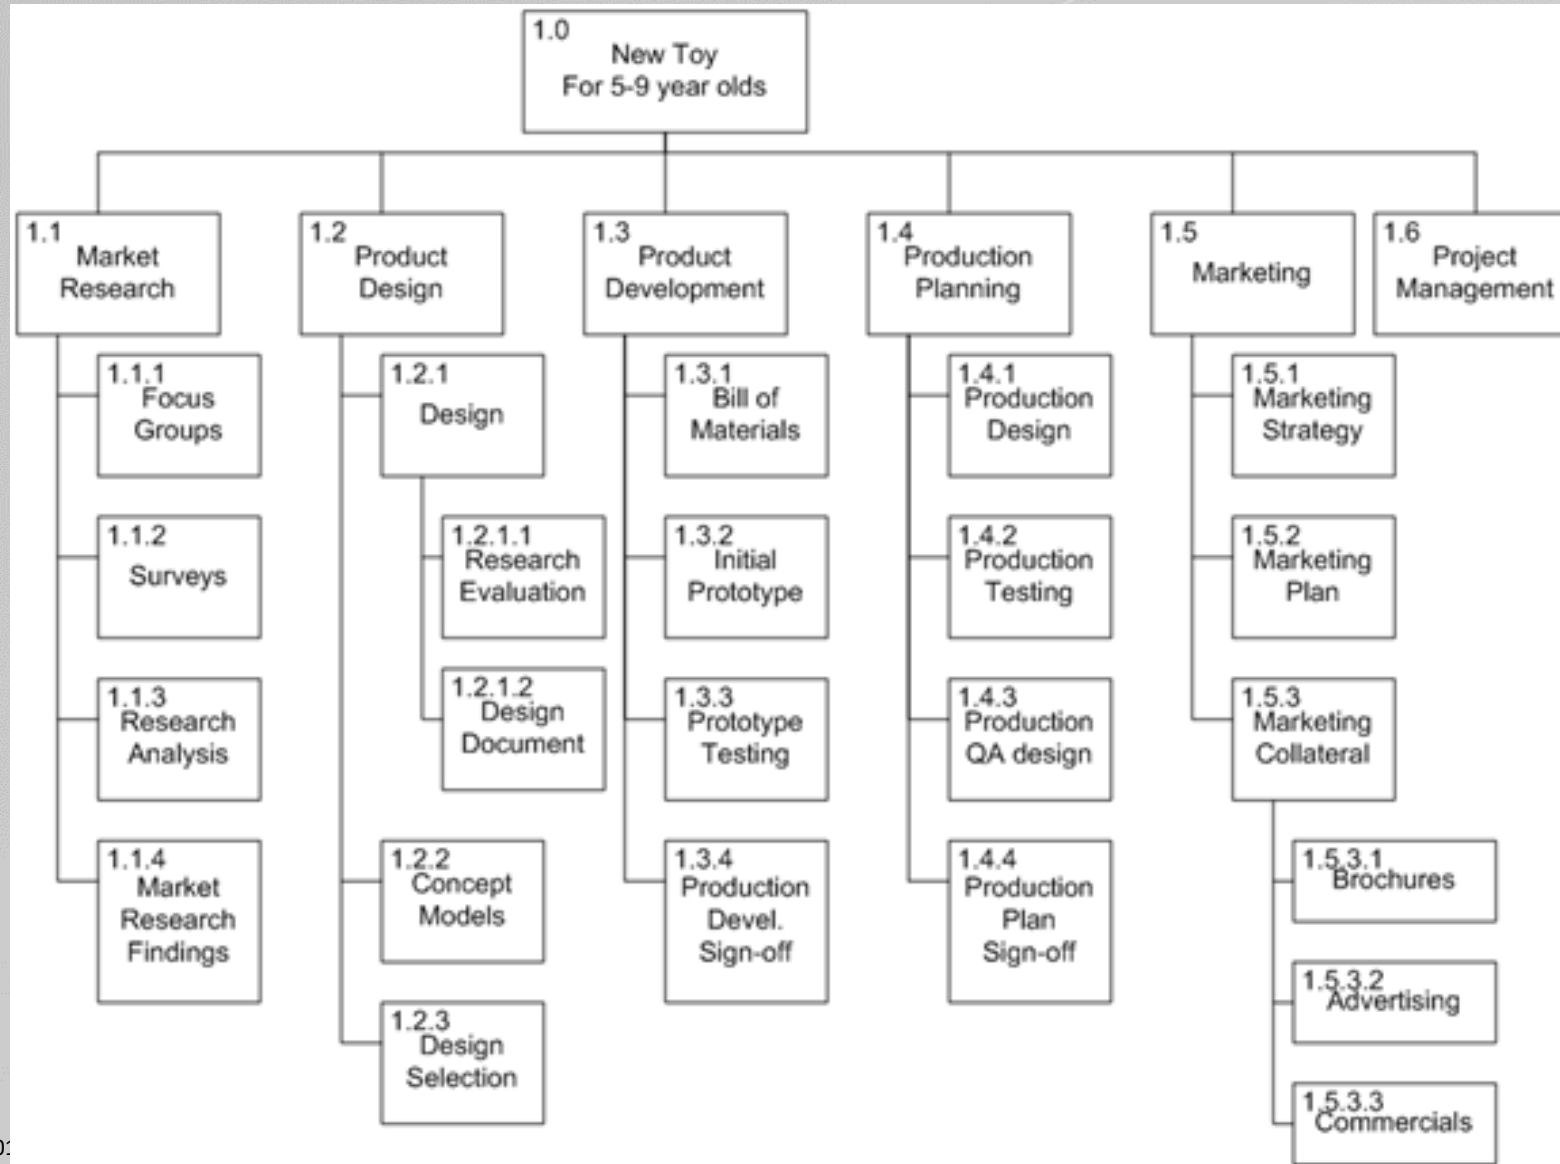 1.0
New Toy
For 5-9 year olds
1.1
Market
Research
1.1.1
Focus
Groups
1.1.2
Surveys
1.1.3
Research
Analysis
1.1.4
Market
Research
Findings
1.2
Product
Design
1.2.1
Design
1.2.1.1
Research
Evaluation
1.2.1.2
Design
Document
1.2.2
Concept
Models
1.2.3
Design
Selection
1.3
Product
Development
1.3.1
Bill of
Materials
1.3.2
Initial
Prototype
1.3.3
Prototype
Testing
1.3.4
Production
Devel.
Sign-off
1.4
Production
Planning
1.4.1
Production
Design
1.4.2
Production
Testing
1.4.3
Production
QA design
1.4.4
Production
Plan
Sign-off
1.5
Marketing
1.5.1
Marketing
Strategy
1.5.2
Marketing
Plan
1.5.3
Marketing
Collateral
1.5.3.1
Brochures
1.5.3.2
Advertising
1.5.3.3
Commercials
1.6
Project
Management